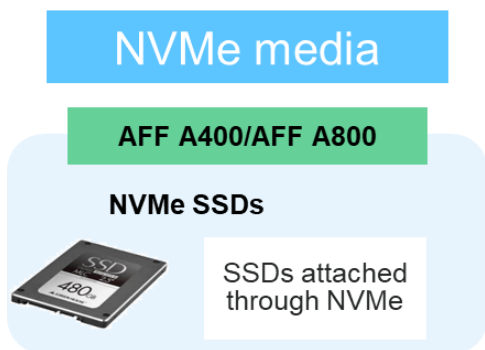 NVMe media
AFF A400/AFF A800
NVMe SSDs
SSD
480GB
SSDs attached
through NVMe